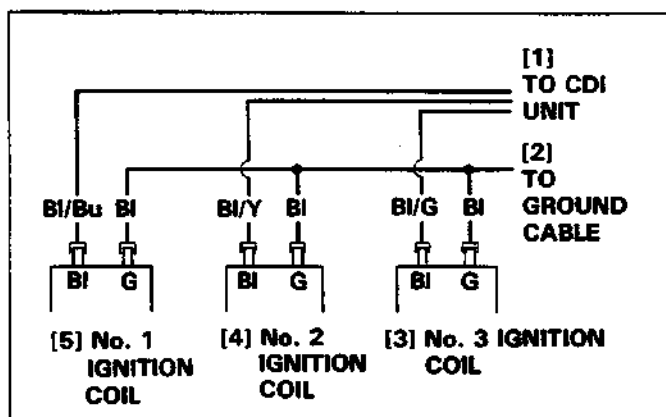 [1]
TO CDI
UNIT
[2]
TO
GROUND
CABLE
Bl/Bu Bl Bl/Y Bl Bl/G Bl
Bl G Bl G Bl G
[5] No. 1
IGNITION
COIL
[4] No. 2
IGNITION
COIL
[3] No. 3 IGNITION
COIL